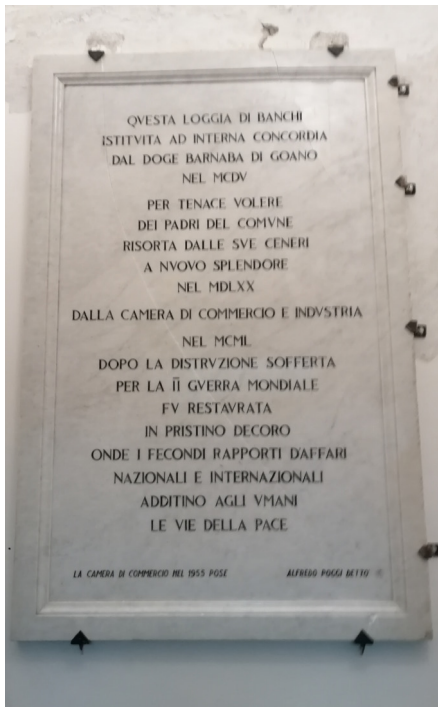 QVESTA LOGGIA DI BANCHI
ISTITVITA AD INTERNA CONCORDIA
DAL DOGE BARNABA DI GOANO
NEL MCDV
PER TENACE VOLERE
DEI PADRI DEL COMVNE
RISORTA DALLE SVE CENERI
A NVOVO SPLENDORE
NEL MDLXX
DALLA CAMERA DI COMMERCIO E INDVSTRIA
NEL MCML
DOPO LA DISTRVZIONE SOFFERTA
PER LA II GVERRA MONDIALE
FV RESTAVRATA
IN PRISTINO DECORO
ONDE I FECONDI RAPPORTI D'AFFARI
NAZIONALI E INTERNAZIONALI
ADDITINO AGLI VMANI
LE VIE DELLA PACE
LA CAMERA DI COMMERCIO NEL 1955 POSE ALFREDO POGGI DETTO